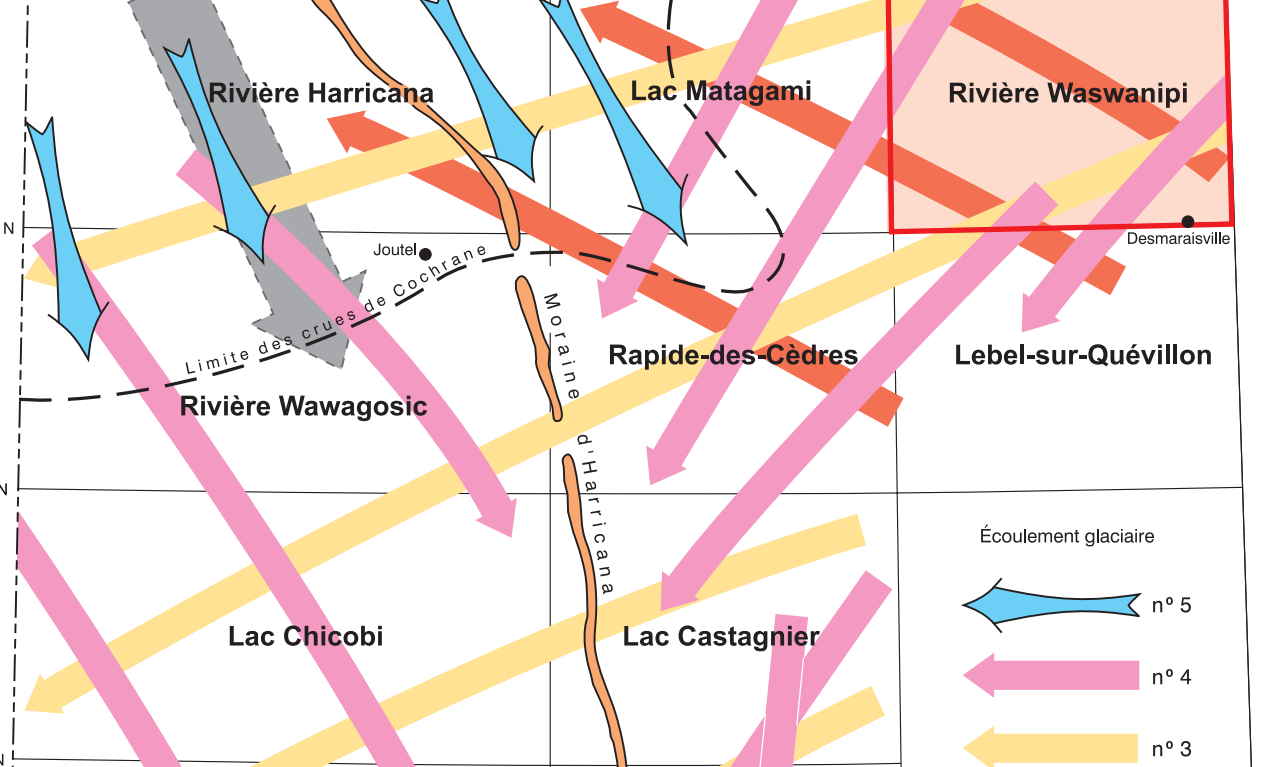 Rivière Harricana
Lac Matagami
Rivière Waswanipi
N
Joutel
Desmaraisville
Limite des crues de Cochrane
Moraine d'Harricana
Rapide-des-Cèdres
Lebel-sur-Quévillon
Rivière Wawagosic
N
Écoulement glaciaire
nº 5
Lac Chicobi
Lac Castagnier
nº 4
nº 3
N